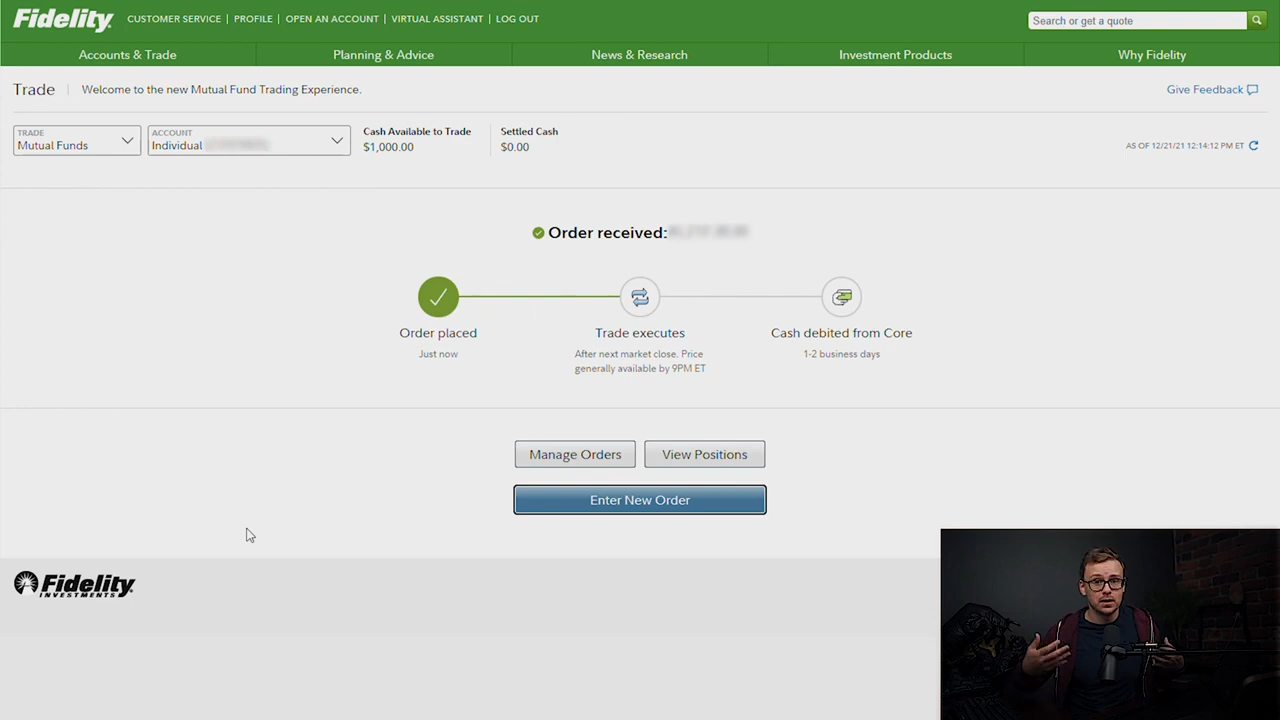 Fidelity
CUSTOMER SERVICE | PROFILE | OPEN AN ACCOUNT | VIRTUAL ASSISTANT | LOG OUT
Search or get a quote
Accounts & Trade
Planning & Advice
News & Research
Investment Products
Why Fidelity
Trade | Welcome to the new Mutual Fund Trading Experience.
Give Feedback
TRADE
Mutual Funds
ACCOUNT
Individual
Cash Available to Trade
$1,000.00
Settled Cash
$0.00
AS OF 12/21/21 12:14:12 PM ET
Order received:
Order placed
Just now
Trade executes
After next market close. Price
generally available by 9PM ET
Cash debited from Core
1-2 business days
Manage Orders
View Positions
Enter New Order
Fidelity
INVESTMENTS